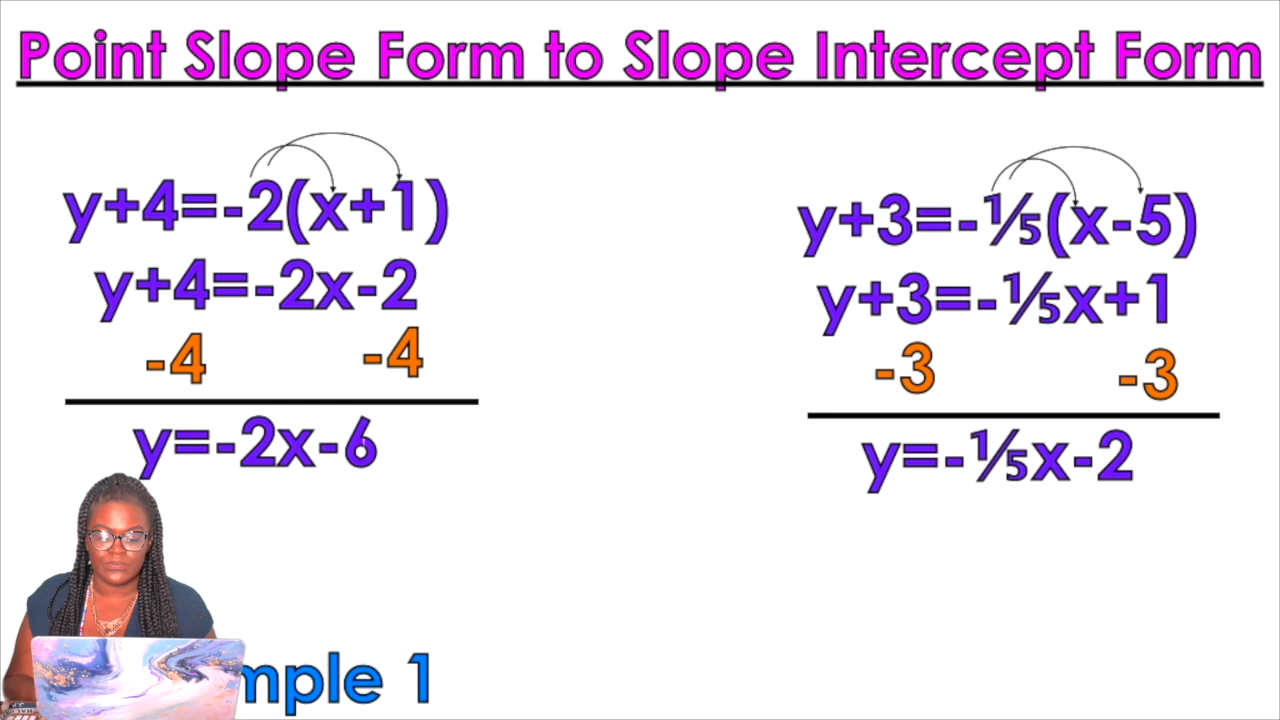 Point Slope Form to Slope Intercept Form
y+4=-2(x+1)
y+4=-2x-2
-4 -4
y=-2x-6
y+3=-⅕(x-5)
y+3=-⅕x+1
-3 -3
y=-⅕x-2
mple 1